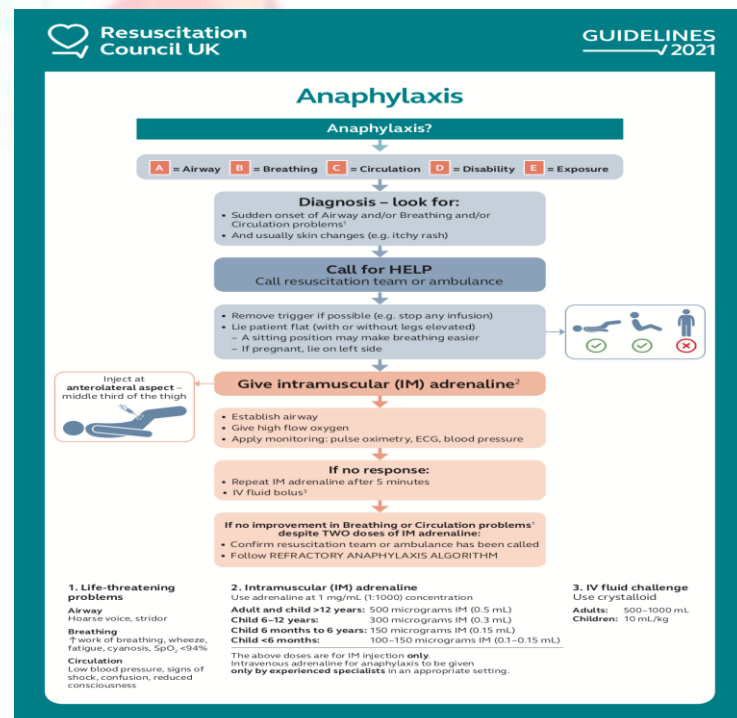 Resuscitation
Council UK
GUIDELINES
2021
Anaphylaxis
Anaphylaxis?
A = Airway B = Breathing C = Circulation D = Disability E = Exposure
Diagnosis – look for:
• Sudden onset of Airway and/or Breathing and/or
Circulation problems¹
• And usually skin changes (e.g. itchy rash)
Call for HELP
Call resuscitation team or ambulance
• Remove trigger if possible (e.g. stop any infusion)
• Lie patient flat (with or without legs elevated)
– A sitting position may make breathing easier
– If pregnant, lie on left side
Inject at
anterolateral aspect –
middle third of the thigh
Give intramuscular (IM) adrenaline²
• Establish airway
• Give high flow oxygen
• Apply monitoring: pulse oximetry, ECG, blood pressure
If no response:
• Repeat IM adrenaline after 5 minutes
• IV fluid bolus³
If no improvement in Breathing or Circulation problems¹
despite TWO doses of IM adrenaline:
• Confirm resuscitation team or ambulance has been called
• Follow REFRACTORY ANAPHYLAXIS ALGORITHM
1. Life-threatening
problems
Airway
Hoarse voice, stridor
Breathing
↑work of breathing, wheeze,
fatigue, cyanosis, SpO₂ <94%
Circulation
Low blood pressure, signs of
shock, confusion, reduced
consciousness
2. Intramuscular (IM) adrenaline
Use adrenaline at 1 mg/mL (1:1000) concentration
Adult and child >12 years: 500 micrograms IM (0.5 mL)
Child 6–12 years: 300 micrograms IM (0.3 mL)
Child 6 months to 6 years: 150 micrograms IM (0.15 mL)
Child <6 months: 100–150 micrograms IM (0.1–0.15 mL)
The above doses are for IM injection only.
Intravenous adrenaline for anaphylaxis to be given
only by experienced specialists in an appropriate setting.
3. IV fluid challenge
Use crystalloid
Adults: 500–1000 mL
Children: 10 mL/kg